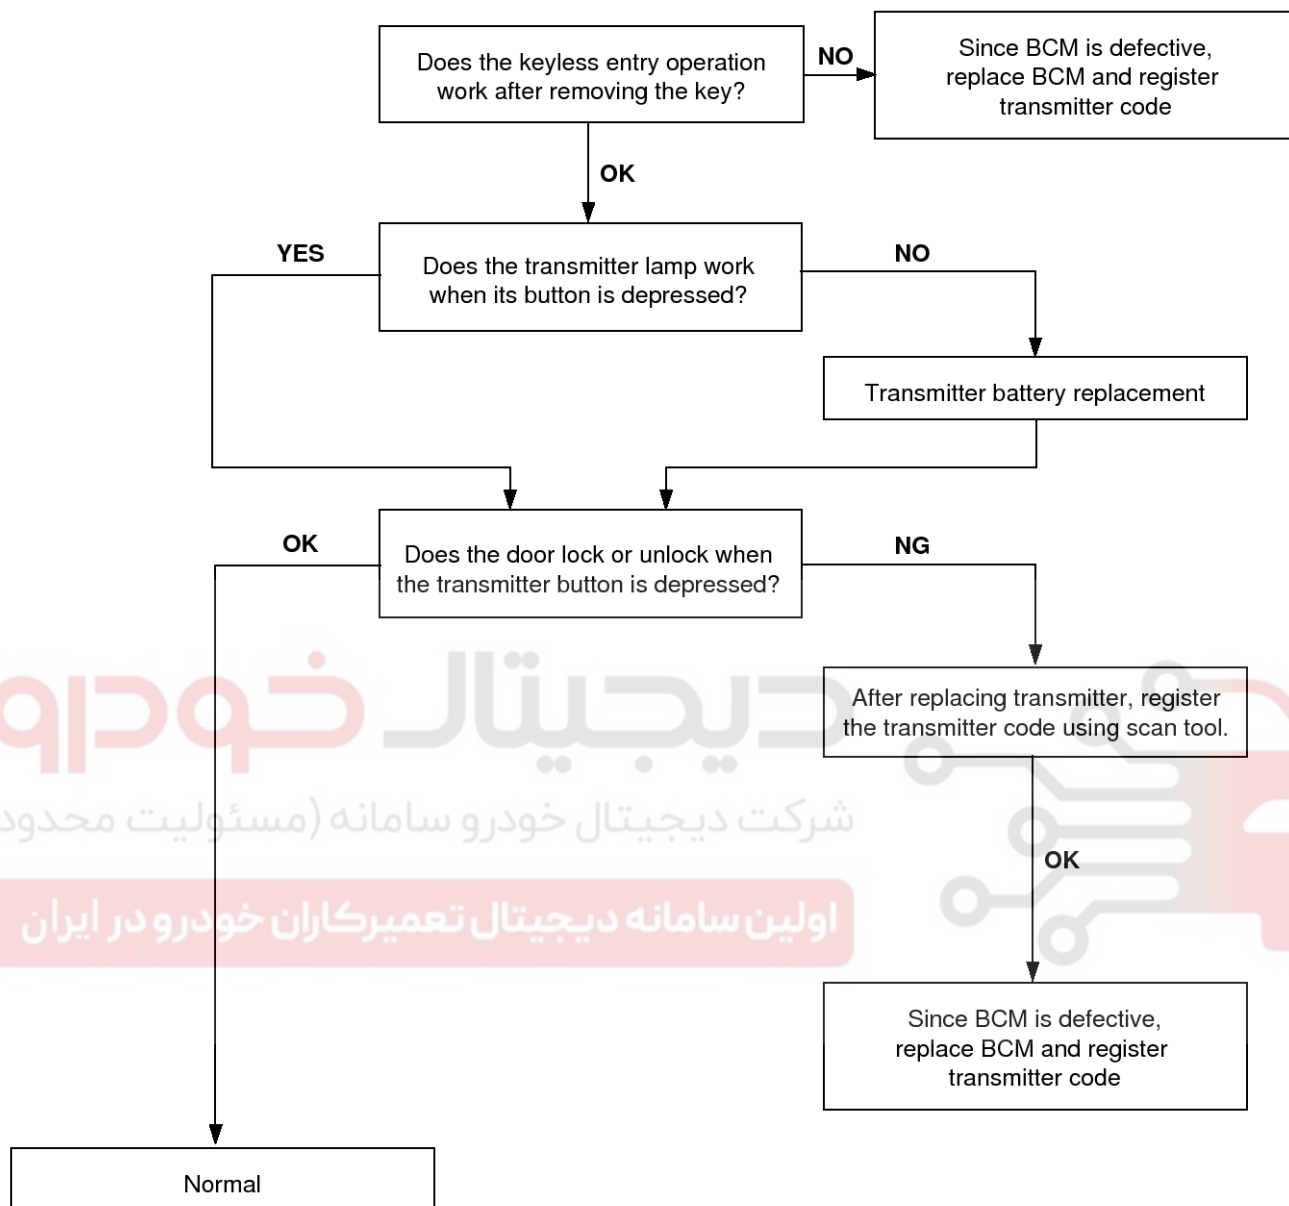 Does the keyless entry operation
work after removing the key?
NO
Since BCM is defective,
replace BCM and register
transmitter code
OK
YES
Does the transmitter lamp work
when its button is depressed?
NO
Transmitter battery replacement
OK
Does the door lock or unlock when
the transmitter button is depressed?
NG
دیجیتال خودرو
After replacing transmitter, register
the transmitter code using scan tool.
شرکت دیجیتال خودرو سامانه (مسئولیت محدود
OK
اولین سامانه دیجیتال تعمیرکاران خودرو در ایران
Since BCM is defective,
replace BCM and register
transmitter code
Normal